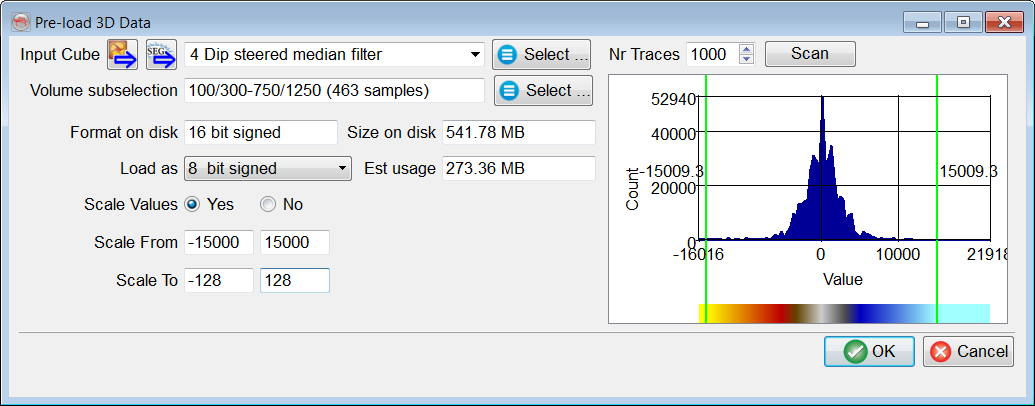 Pre-load 3D Data
Input Cube SEG 4 Dip steered median filter Select ... Nr Traces 1000 Scan
Volume subselection 100/300-750/1250 (463 samples) Select ...
Format on disk 16 bit signed Size on disk 541.78 MB
Load as 8 bit signed Est usage 273.36 MB
Scale Values Yes No
Scale From -15000 15000
Scale To -128 128
52940
40000
-15009.3 15009.3
20000
0
Count
-16016 0 10000 21918
Value
OK Cancel